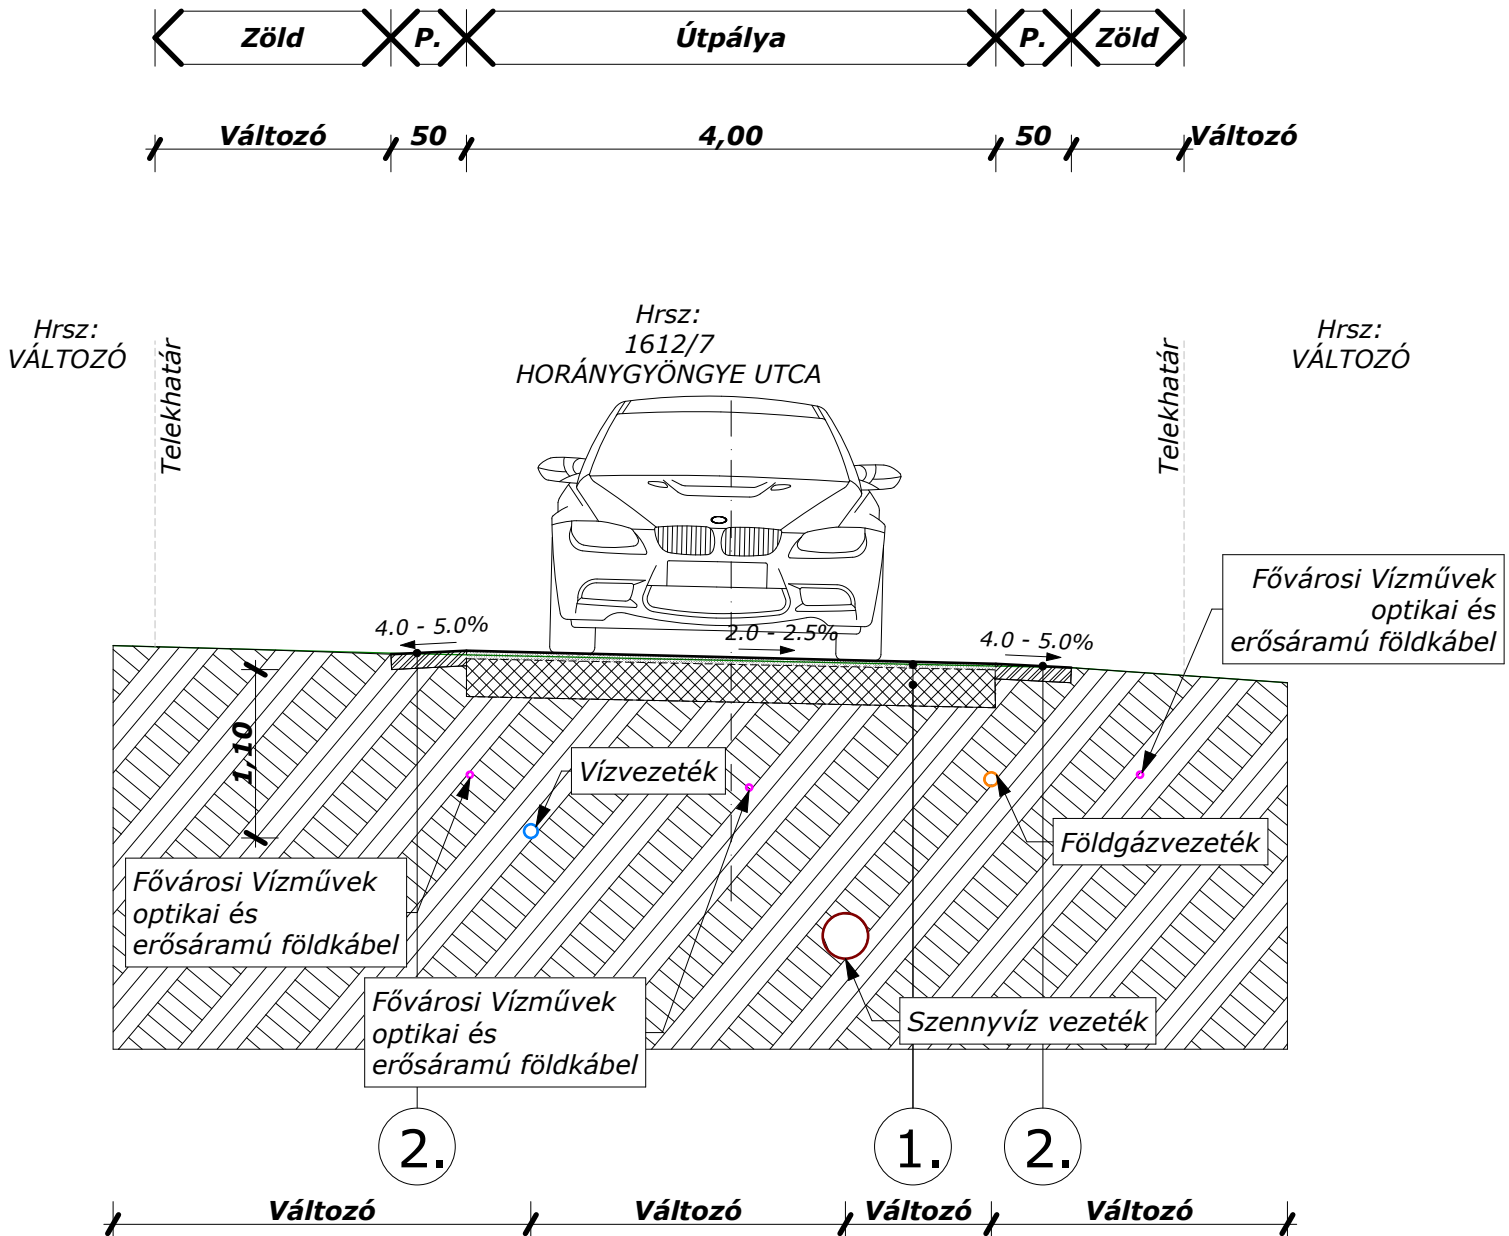 Zöld
P.
Útpálya
P.
Zöld
Változó
50
4,00
50
Változó
Hrsz:
VÁLTOZÓ
Telekhatár
Hrsz:
1612/7
HORÁNYGYÖNGYE UTCA
Telekhatár
Hrsz:
VÁLTOZÓ
4.0 - 5.0%
2.0 - 2.5%
4.0 - 5.0%
Fővárosi Vízművek
optikai és
erősáramú földkábel
1,10
Vízvezeték
Földgázvezeték
Fővárosi Vízművek
optikai és
erősáramú földkábel
Fővárosi Vízművek
optikai és
erősáramú földkábel
Szennyvíz vezeték
2.
1.
2.
Változó
Változó
Változó
Változó